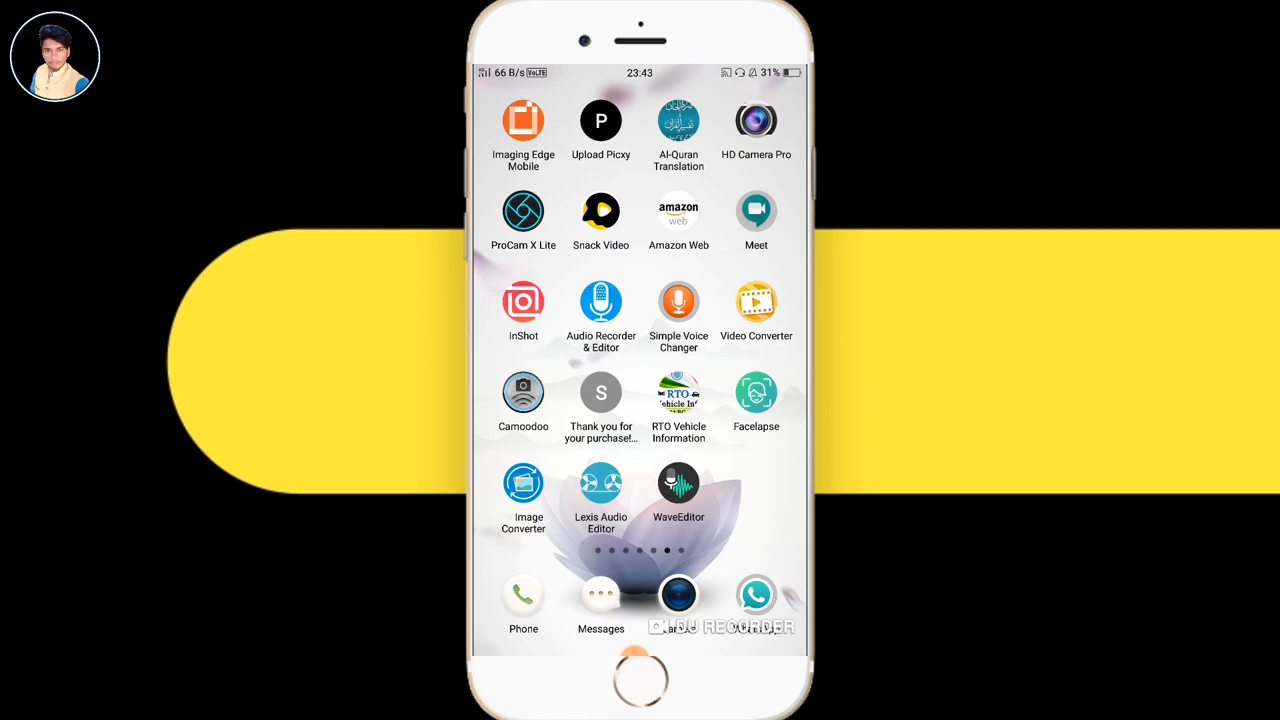 66 B/s VoLTE 23:43 31%
Imaging Edge
Mobile
P
Upload Picxy
Al-Quran
Translation
HD Camera Pro
ProCam X Lite
Snack Video
amazon
web
Amazon Web
Meet
InShot
Audio Recorder
& Editor
Simple Voice
Changer
Video Converter
Camoodoo
S
Thank you for
your purchase!...
RTO
Vehicle Inf
RTO Vehicle
Information
Facelapse
Image
Converter
Lexis Audio
Editor
WaveEditor
Phone
Messages
DU RECORDER